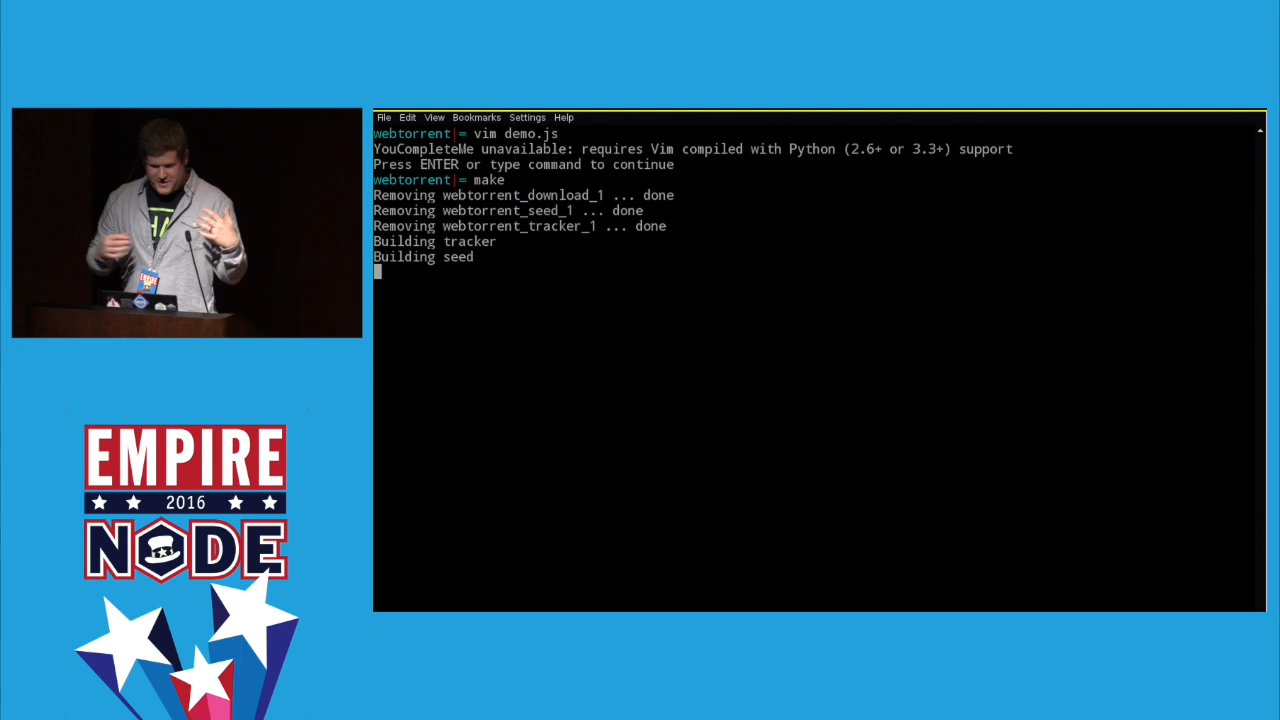 File Edit View Bookmarks Settings Help
webtorrent|= vim demo.js
YouCompleteMe unavailable: requires Vim compiled with Python (2.6+ or 3.3+) support
Press ENTER or type command to continue
webtorrent|= make
Removing webtorrent_download_1 ... done
Removing webtorrent_seed_1 ... done
Removing webtorrent_tracker_1 ... done
Building tracker
Building seed
EMPIRE
EMPIRE
2016
NODE